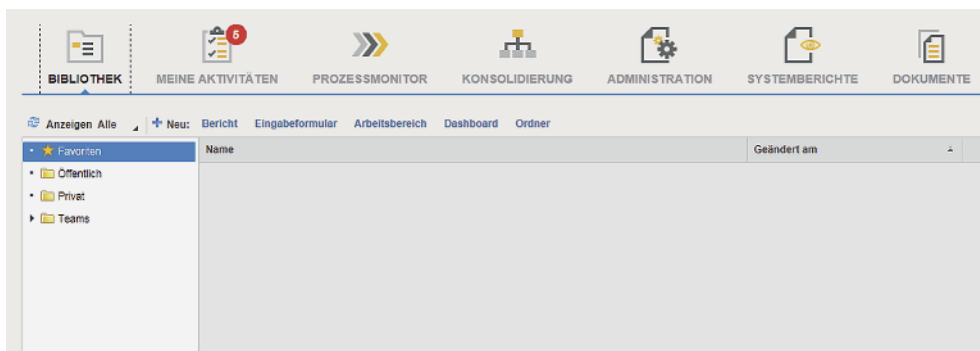 5
BIBLIOTHEK MEINE AKTIVITÄTEN PROZESSMONITOR KONSOLIDIERUNG ADMINISTRATION SYSTEMBERICHTE DOKUMENTE
Anzeigen Alle Neu: Bericht Eingabeformular Arbeitsbereich Dashboard Ordner
Favoriten Name Geändert am
Öffentlich
Privat
Teams